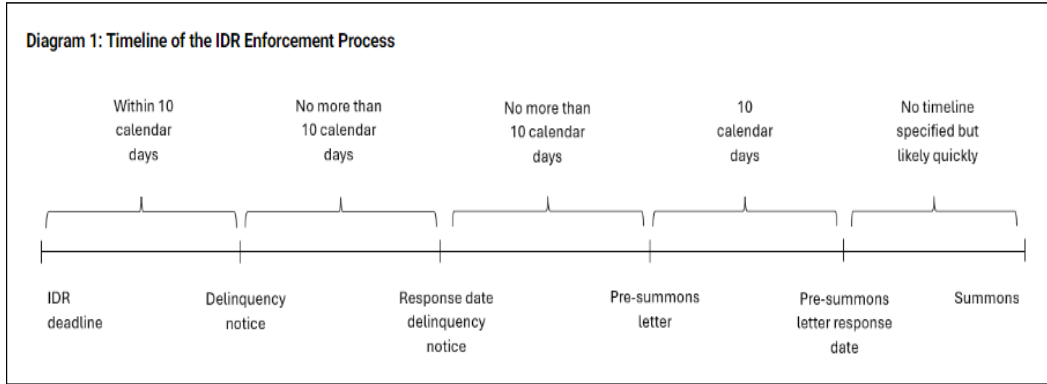 Diagram 1: Timeline of the IDR Enforcement Process
Within 10
calendar
days
No more than
10 calendar
days
No more than
10 calendar
days
10
calendar
days
No timeline
specified but
likely quickly
IDR
deadline
Delinquency
notice
Response date
delinquency
notice
Pre-summons
letter
Pre-summons
letter response
date
Summons